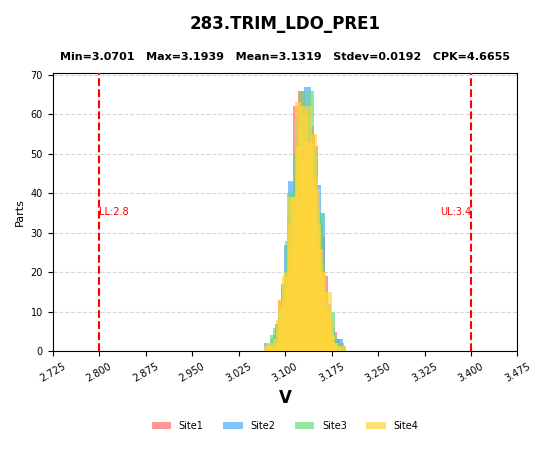 283.TRIM_LDO_PRE1
Min=3.0701 Max=3.1939 Mean=3.1319 Stdev=0.0192 CPK=4.6655
70
60
50
40
30
20
10
0
Parts
LL:2.8
UL:3.4
2.725 2.800 2.875 2.950 3.025 3.100 3.175 3.250 3.325 3.400 3.475
V
Site1 Site2 Site3 Site4